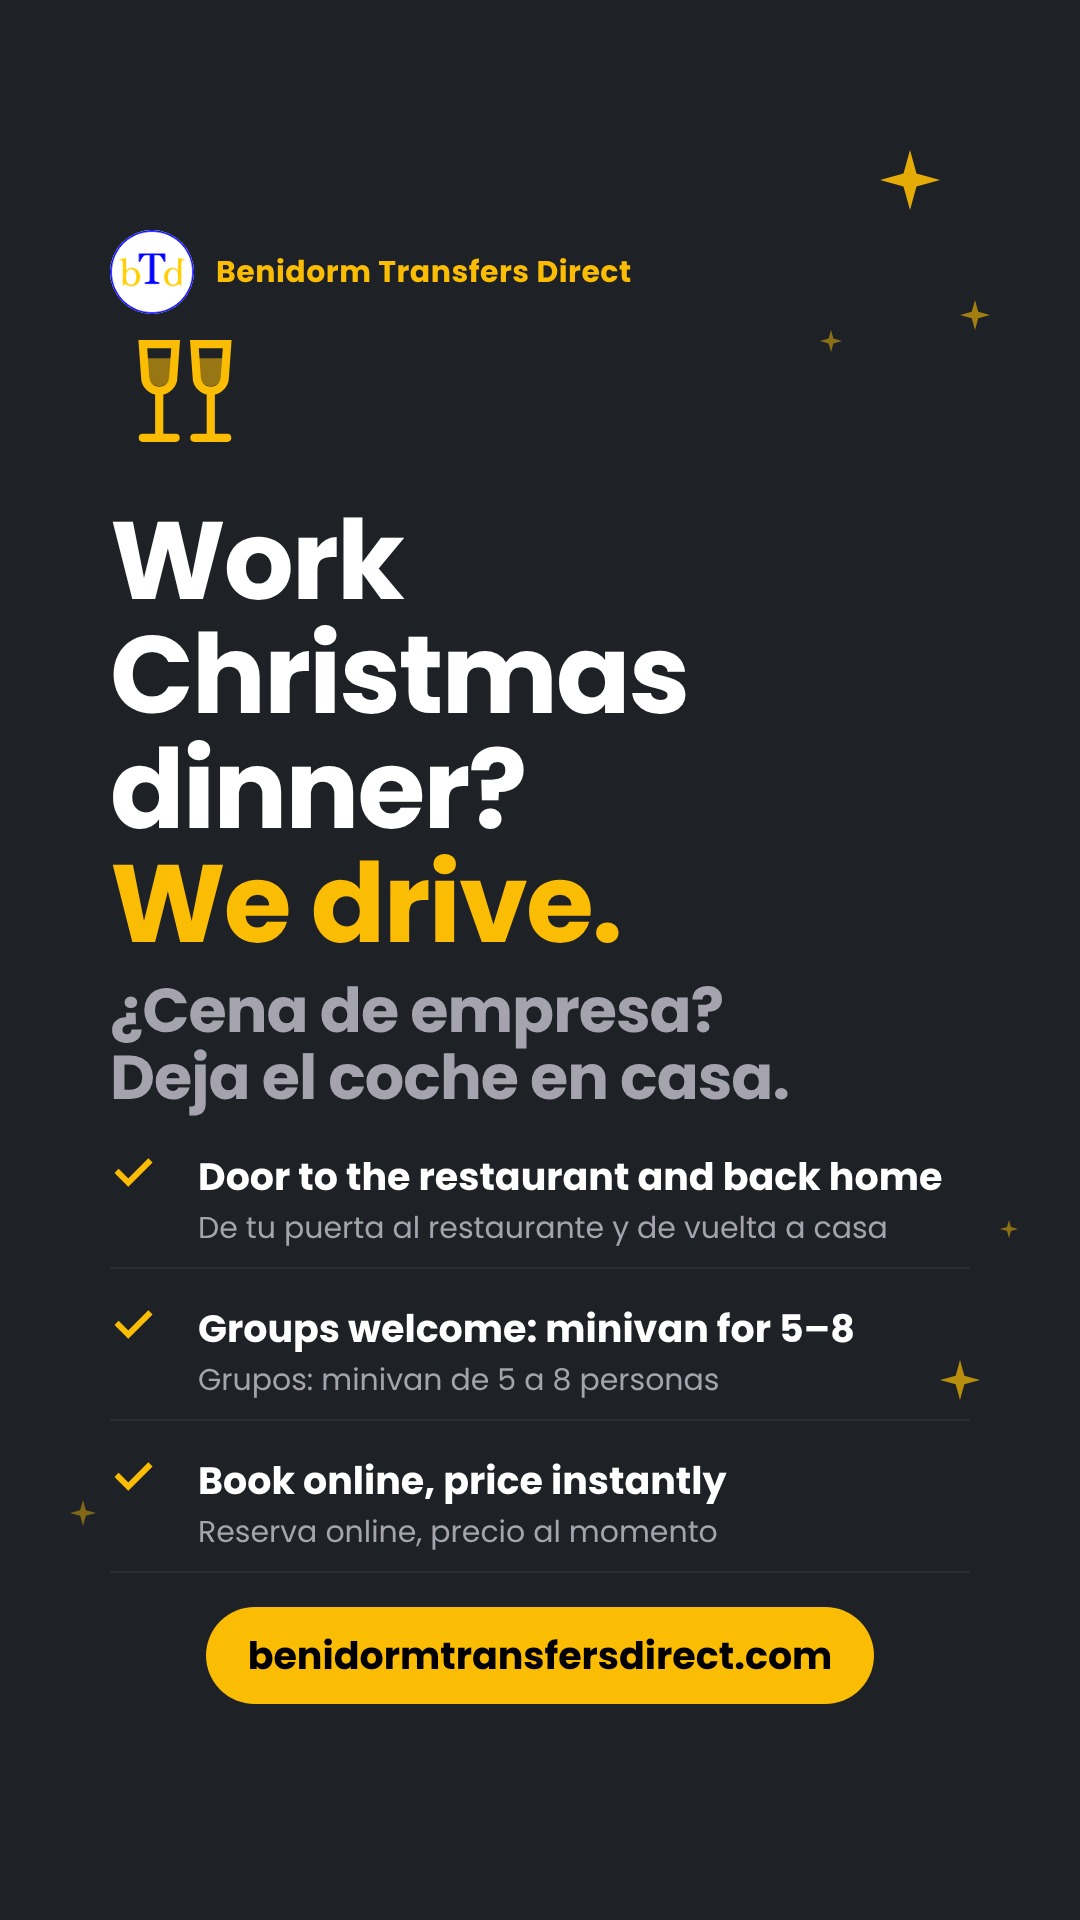 bTd
Benidorm Transfers Direct
Work
Christmas
dinner?
We drive.
¿Cena de empresa?
Deja el coche en casa.
Door to the restaurant and back home
De tu puerta al restaurante y de vuelta a casa
Groups welcome: minivan for 5–8
Grupos: minivan de 5 a 8 personas
Book online, price instantly
Reserva online, precio al momento
benidormtransfersdirect.com